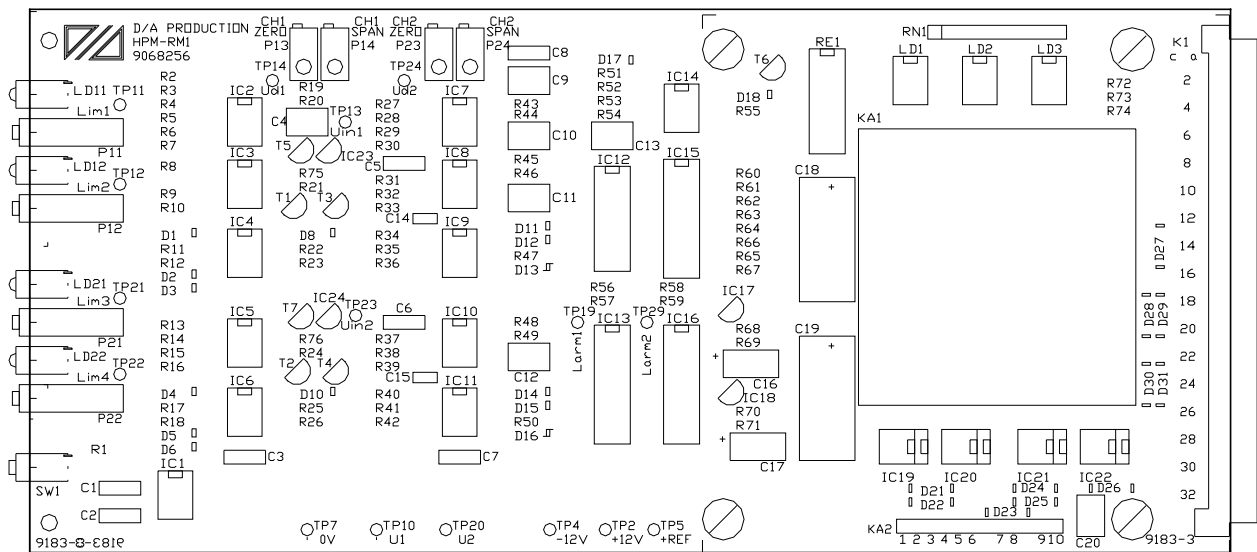 D/A PRODUCTION
HPM-RM1
9068256
CH1 CH1 CH2 CH2
ZERO SPAN ZERO SPAN
P13 P14 P23 P24
TP14 TP24
Ud1 Ud2
C8
C9
D17
R51
R52
R53
R54
IC14
T6
D18
R55
RE1
RN1
LD1 LD2 LD3
K1
c a
R72
R73
R74
KA1
LD11 TP11
Lim1
P11
LD12 TP12
Lim2
P12
R2
R3
R4
R5
R6
R7
R8
R9
R10
D1
R11
R12
D2
D3
IC2
IC3
IC4
R19
R20
C4
TP13
Uin1
T5
IC23
R75
R21
T1 T3
D8
R22
R23
R27
R28
R29
R30
C5
R31
R32
R33
C14
R34
R35
R36
IC7
IC8
IC9
R43
R44
C10
R45
R46
C11
D11
D12
R47
D13
C13
IC12
IC15
R60
R61
R62
R63
R64
R66
R65
R67
C18
+
R56
R57
R58
R59
IC17
LD21 TP21
Lim3
P21
LD22 TP22
Lim4
P22
R13
R14
R15
R16
D4
R17
R18
D5
D6
IC5
IC6
T7
IC24
TP23
Uin2
R76
R24
T2 T4
D10
R25
R26
C6
R37
R38
R39
C15
R40
R41
R42
IC10
IC11
R48
R49
C12
D14
D15
R50
D16
TP19
Larm1
IC13
TP29
Larm2
IC16
R68
R69
+
C16
IC18
R70
R71
+
C17
C19
+
2
4
6
8
10
12
14
16
18
20
22
24
26
28
30
32
D27
D28 D29
D30 D31
R1
SW1
C1
C2
IC1
C3
C7
IC19 IC20 IC21 IC22
D21 D24 D26
D22 D25
D23
KA2
1 2 3 4 5 6 7 8 9 10
C20
TP7
0V
TP10
U1
TP20
U2
TP4
-12V
TP2
+12V
TP5
+REF
9183-3